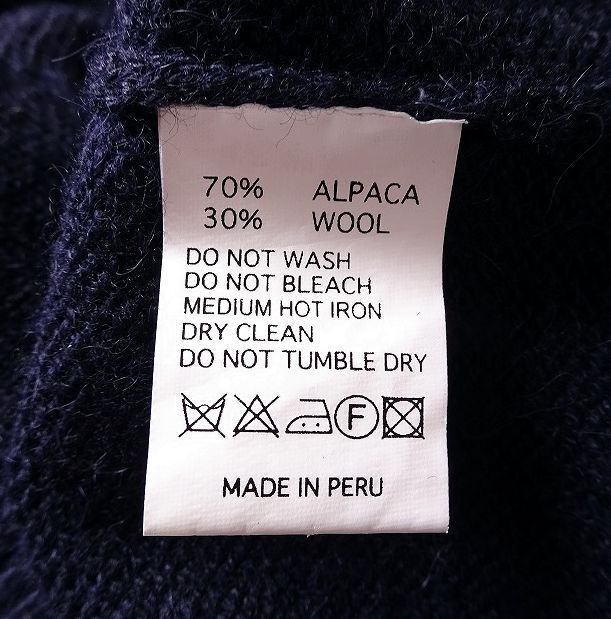 70% ALPACA
30% WOOL
DO NOT WASH
DO NOT BLEACH
MEDIUM HOT IRON
DRY CLEAN
DO NOT TUMBLE DRY
F
MADE IN PERU